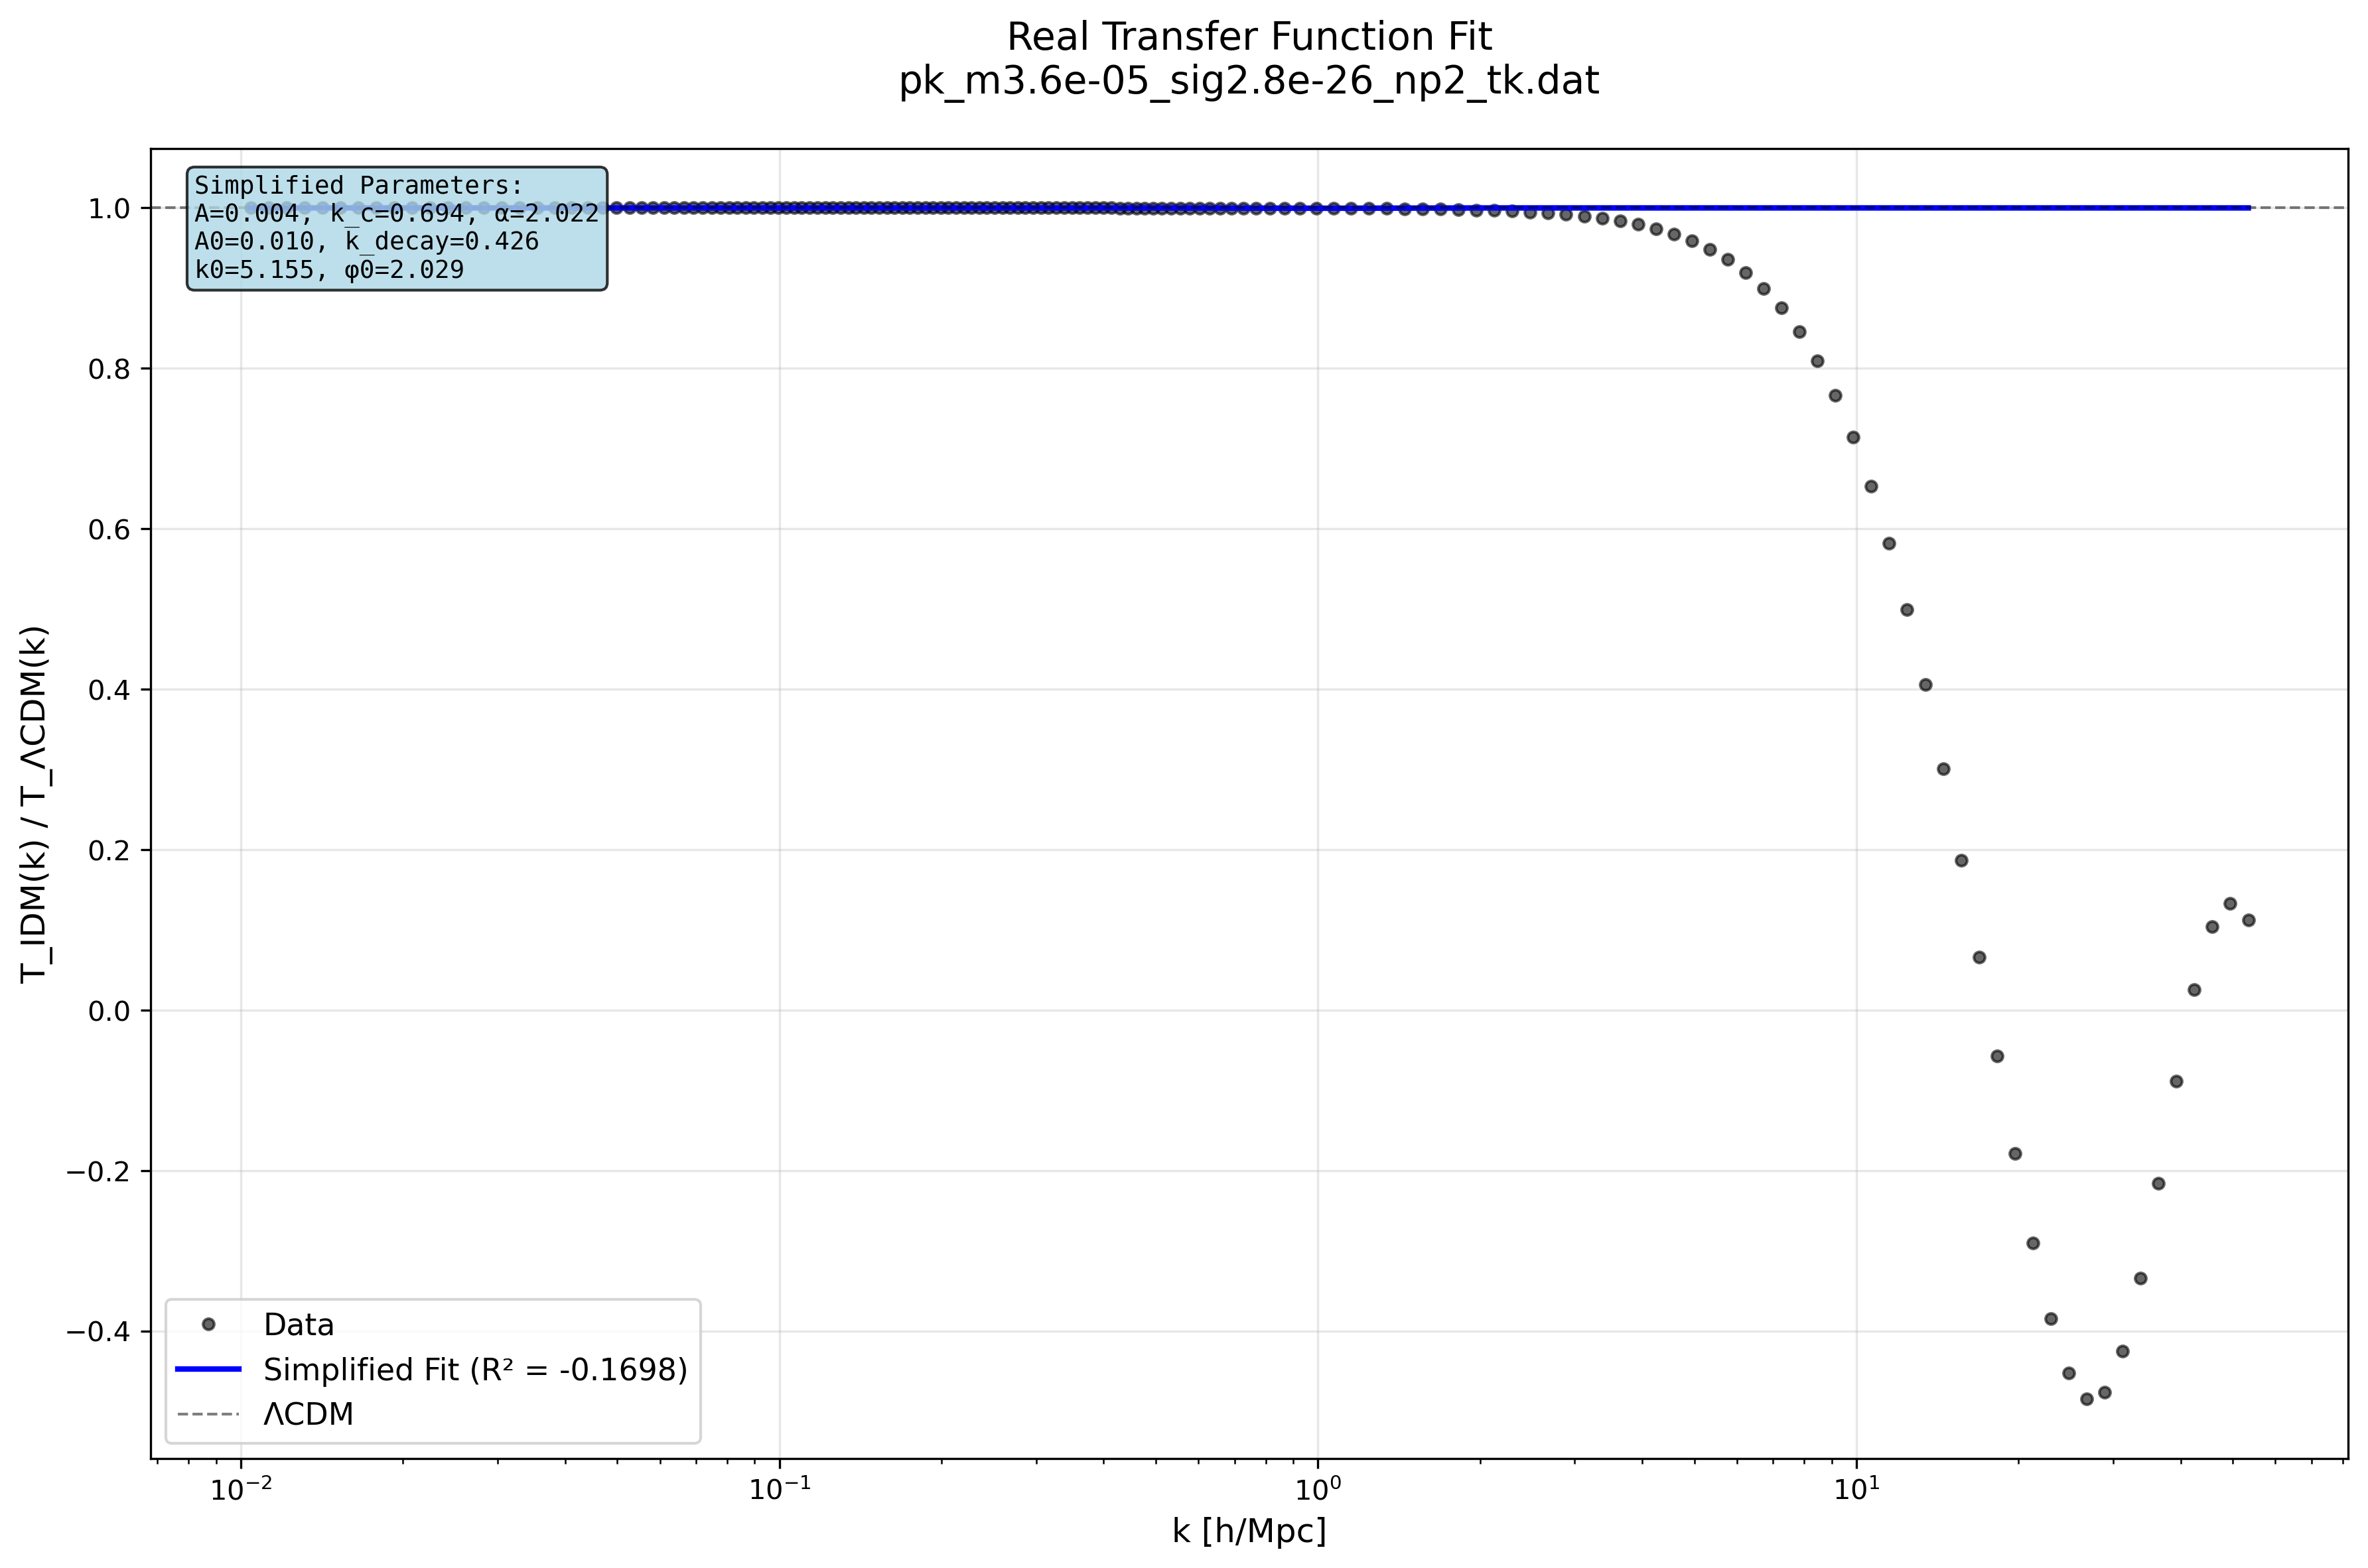 Real Transfer Function Fit
pk_m3.6e-05_sig2.8e-26_np2_tk.dat
Simplified Parameters:
A=0.004, k_c=0.694, α=2.022
A0=0.010, k_decay=0.426
k0=5.155, φ0=2.029
1.0
0.8
0.6
0.4
0.2
0.0
−0.2
−0.4
T_IDM(k) / T_ΛCDM(k)
Data
Simplified Fit (R² = -0.1698)
ΛCDM
10⁻² 10⁻¹ 10⁰ 10¹
k [h/Mpc]